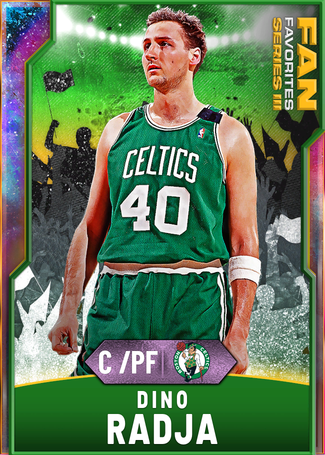 FAN
FAVORITES
SERIES III
CELTICS
40
C /PF
DINO
RADJA